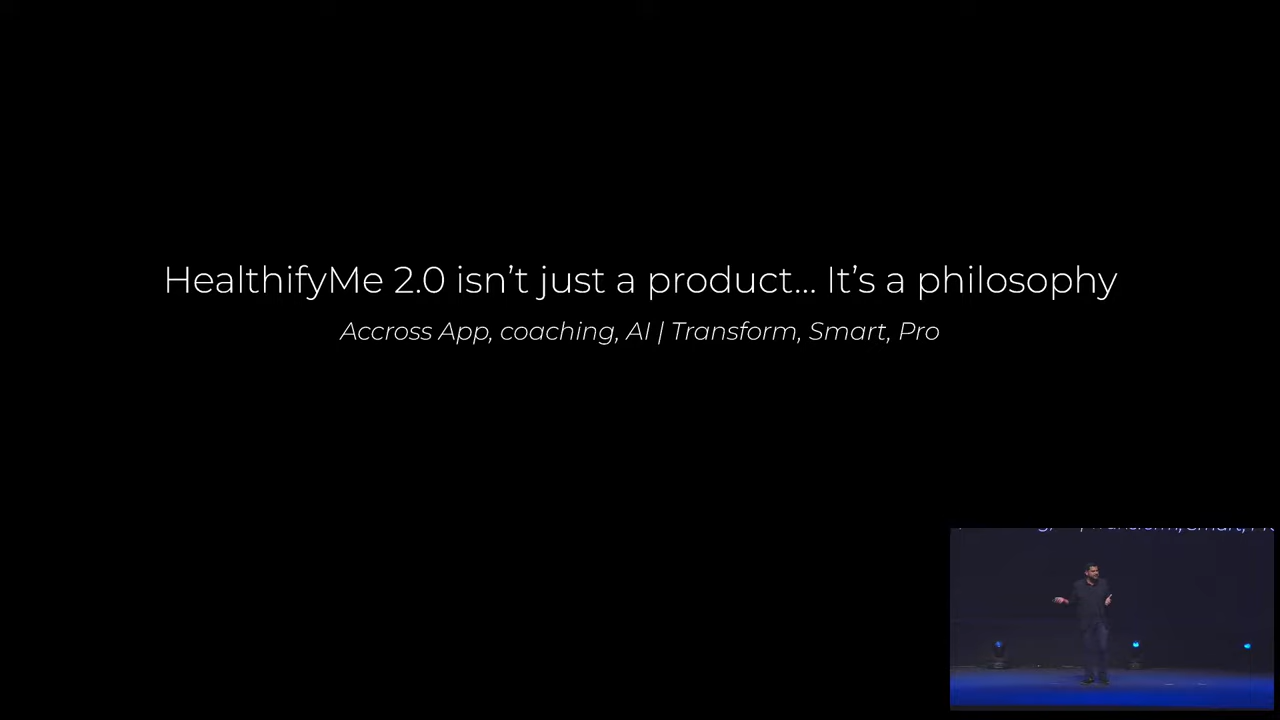 HealthifyMe 2.0 isn’t just a product... It’s a philosophy
Accross App, coaching, AI | Transform, Smart, Pro